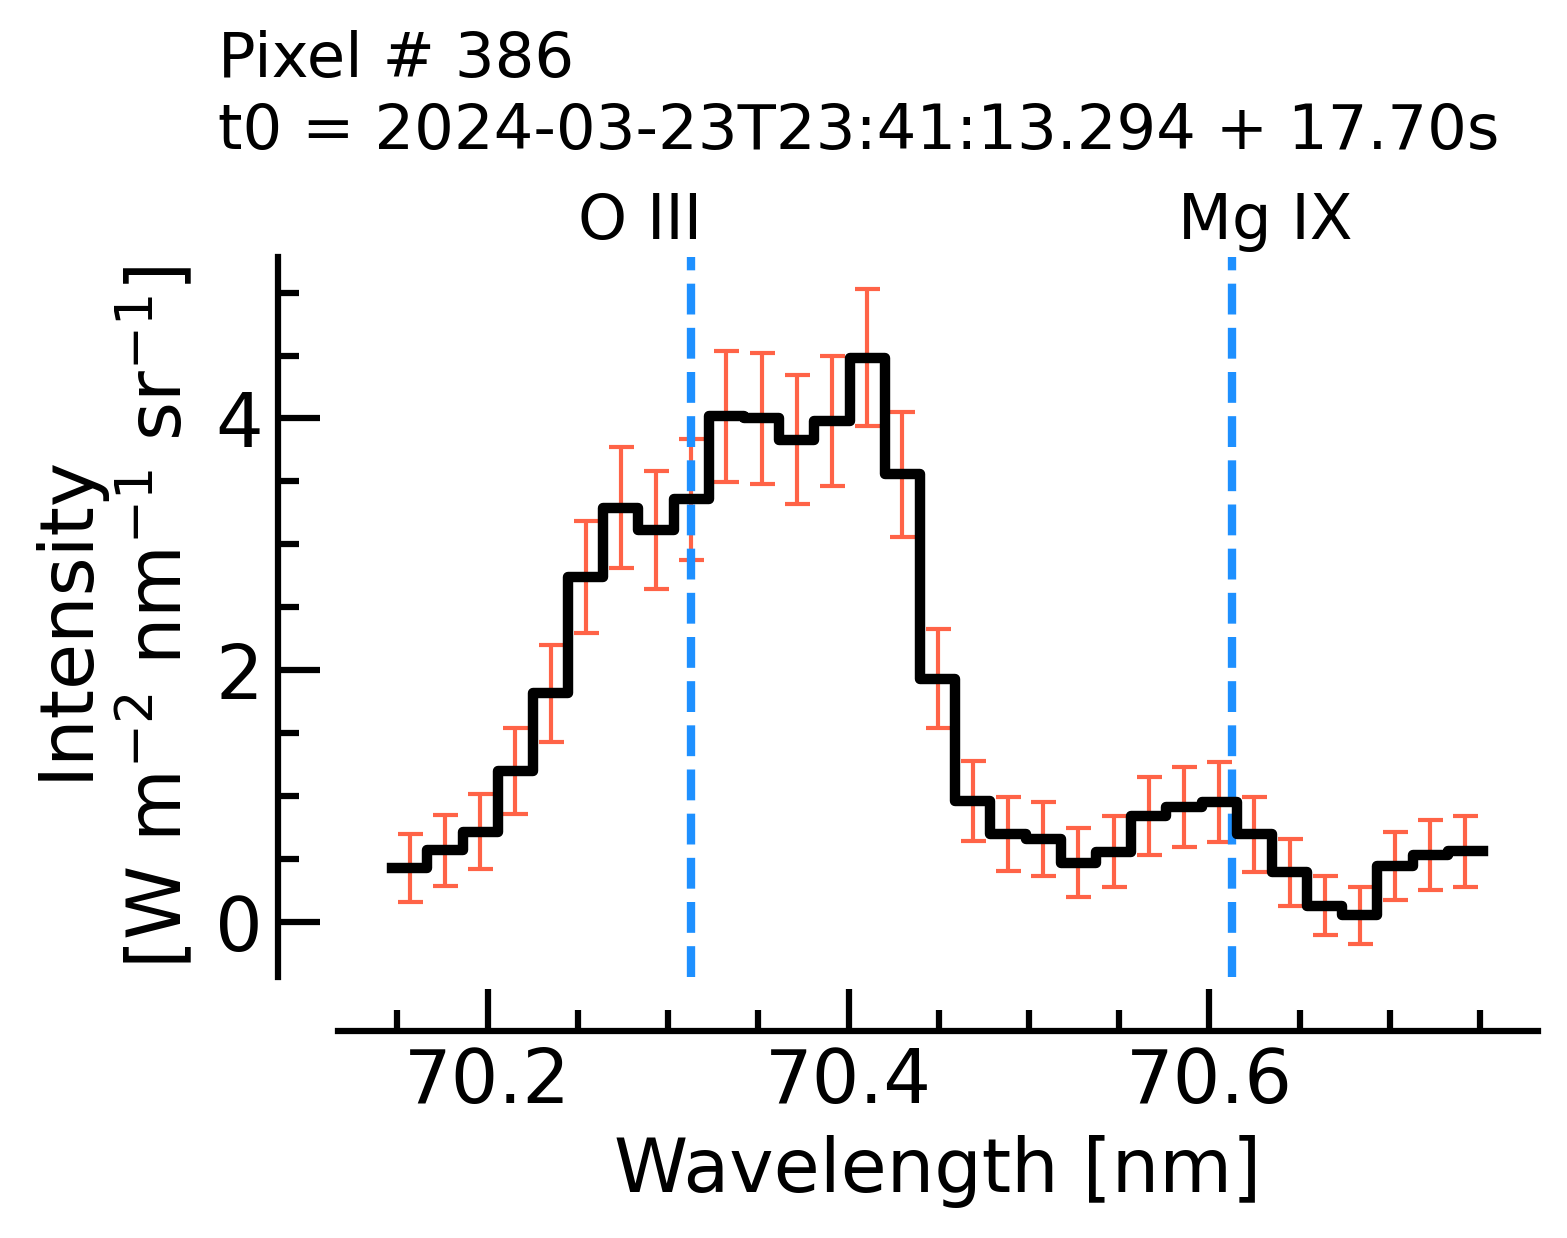 Pixel # 386
t0 = 2024-03-23T23:41:13.294 + 17.70s
O III
Mg IX
Intensity
[W m⁻² nm⁻¹ sr⁻¹]
4
2
0
70.2 70.4 70.6
Wavelength [nm]